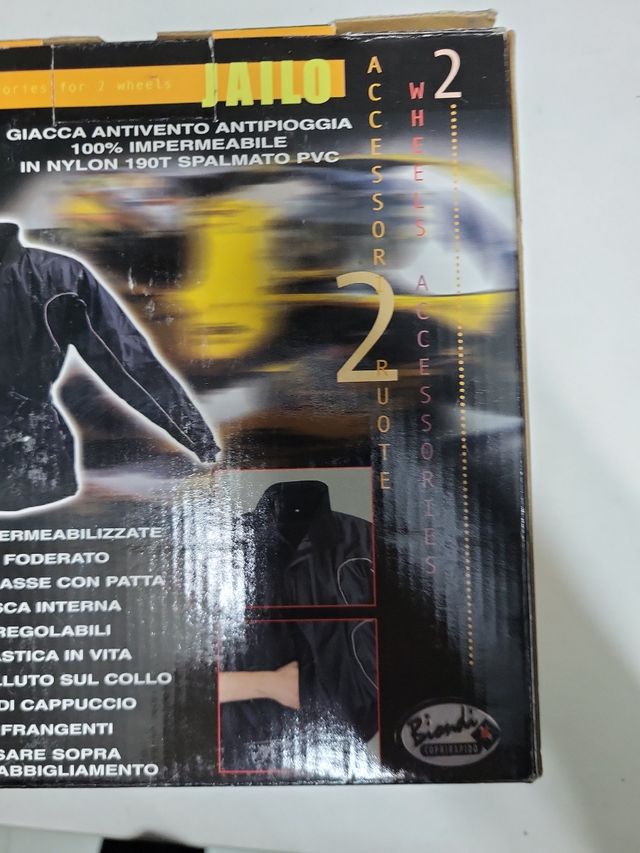 ories for 2 wheels
JAILO
GIACCA ANTIVENTO ANTIPIOGGIA
100% IMPERMEABILE
IN NYLON 190T SPALMATO PVC
ACCESSORI
2
RUOTE
2
WHEELS ACCESSORIES
ERMEABILIZZATE
FODERATO
ASSE CON PATTA
SCA INTERNA
REGOLABILI
ASTICA IN VITA
LLUTO SUL COLLO
DI CAPPUCCIO
FRANGENTI
SARE SOPRA
ABBIGLIAMENTO
Biondi
COPRIRAPIDO